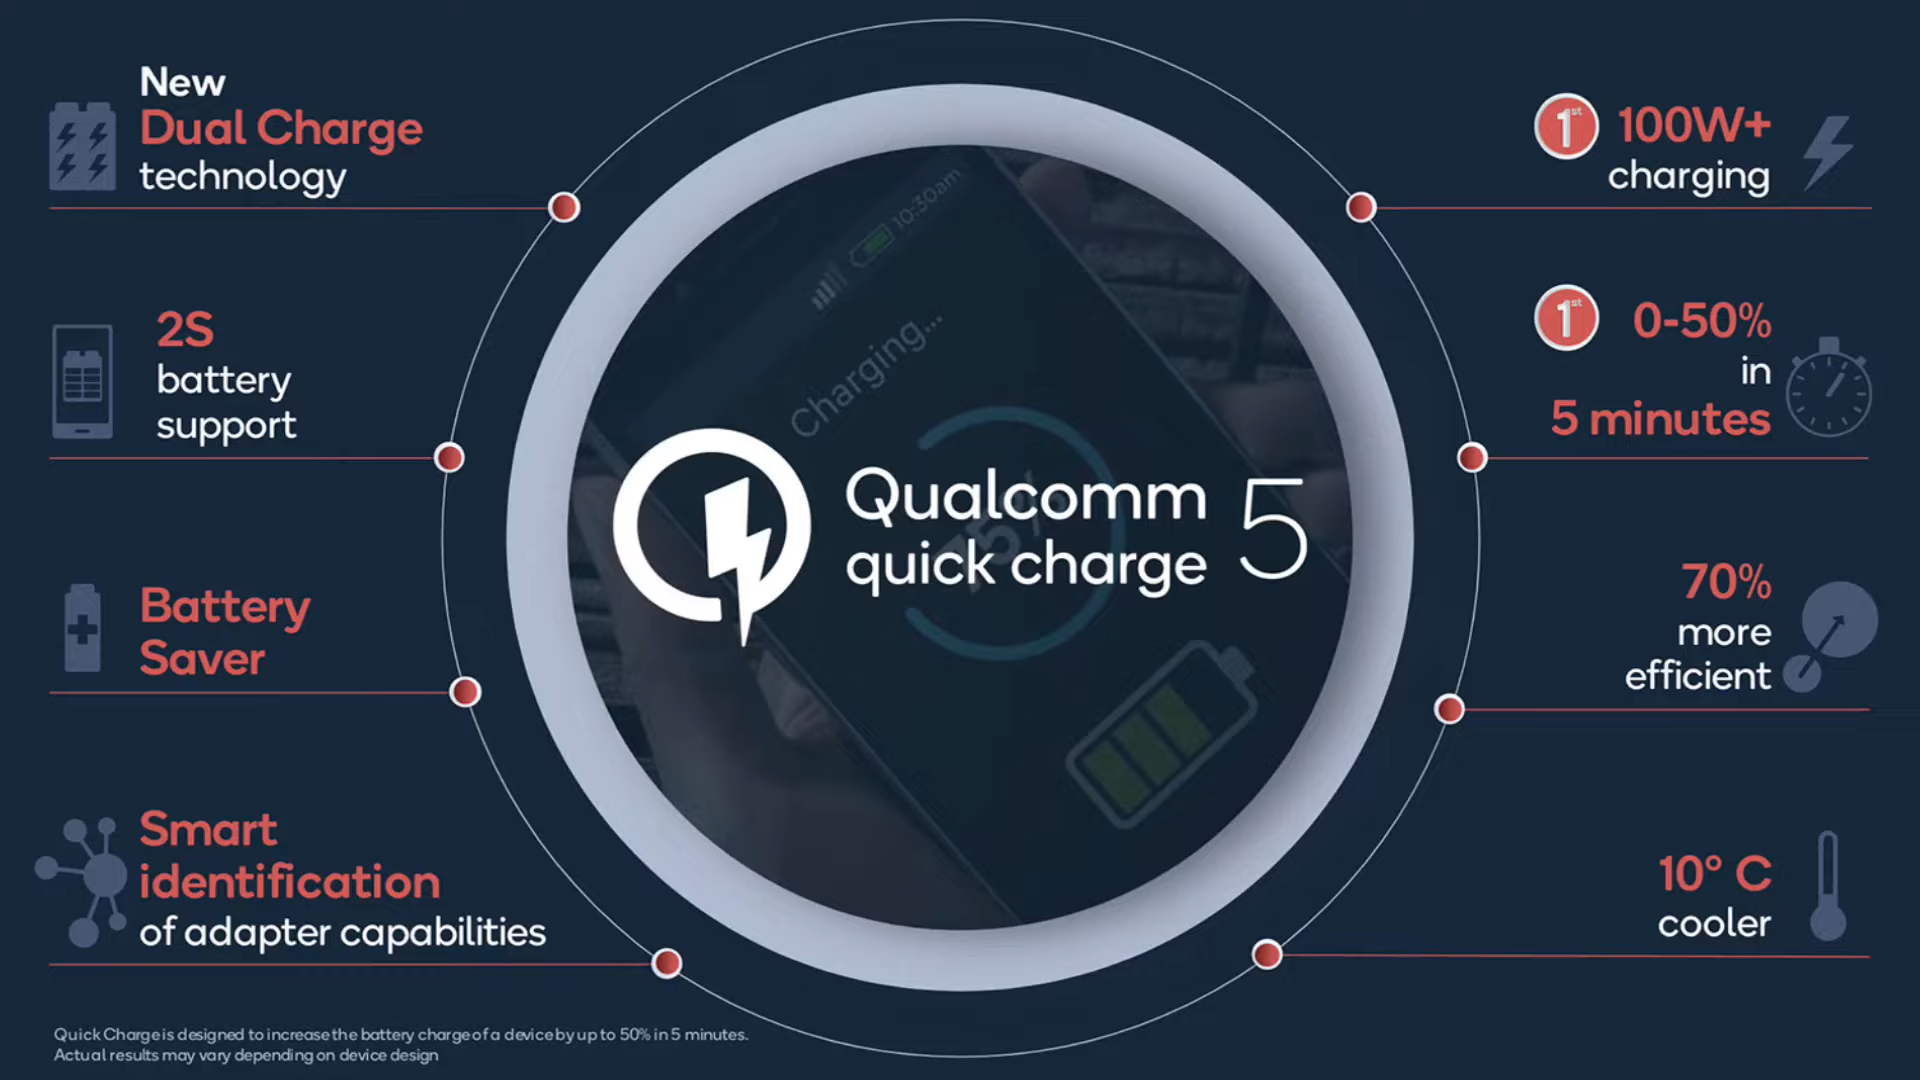 New
Dual Charge
technology
2S
battery
support
Battery
Saver
Smart
identification
of adapter capabilities
10:30am
Charging...
75%
Qualcomm
quick charge
5
1st 100W+
charging
1st 0-50%
in
5 minutes
70%
more
efficient
10° C
cooler
Quick Charge is designed to increase the battery charge of a device by up to 50% in 5 minutes.
Actual results may vary depending on device design